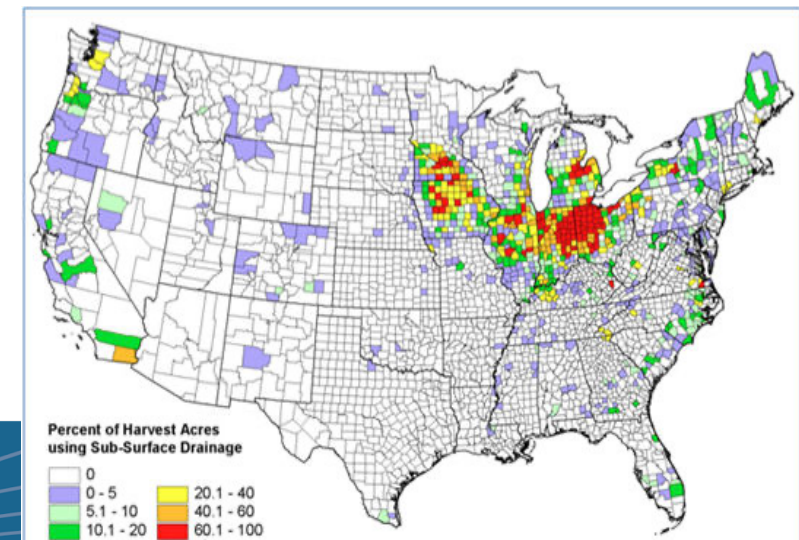 Percent of Harvest Acres
using Sub-Surface Drainage
0
0 - 5
5.1 - 10
10.1 - 20
20.1 - 40
40.1 - 60
60.1 - 100